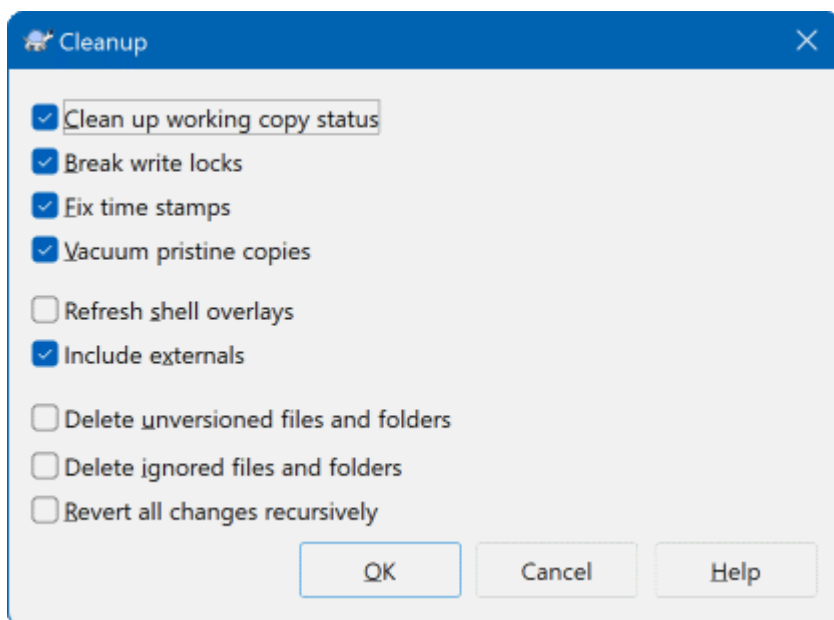 Cleanup
Clean up working copy status
Break write locks
Fix time stamps
Vacuum pristine copies
Refresh shell overlays
Include externals
Delete unversioned files and folders
Delete ignored files and folders
Revert all changes recursively
OK Cancel Help